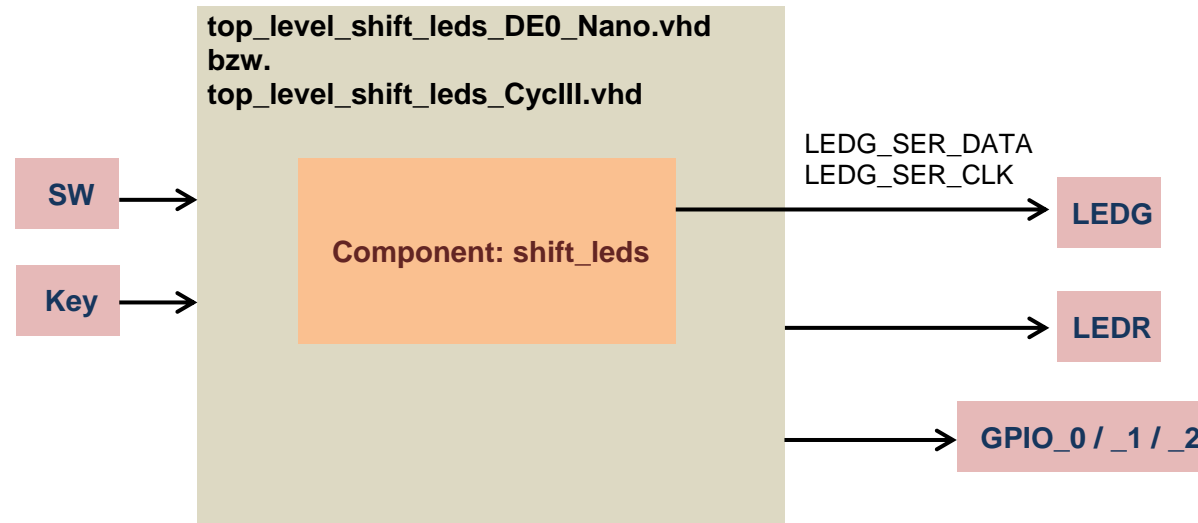 top_level_shift_leds_DE0_Nano.vhd
bzw.
top_level_shift_leds_CycIII.vhd
LEDG_SER_DATA
LEDG_SER_CLK
SW
LEDG
Component: shift_leds
Key
LEDR
GPIO_0 / _1 / _2